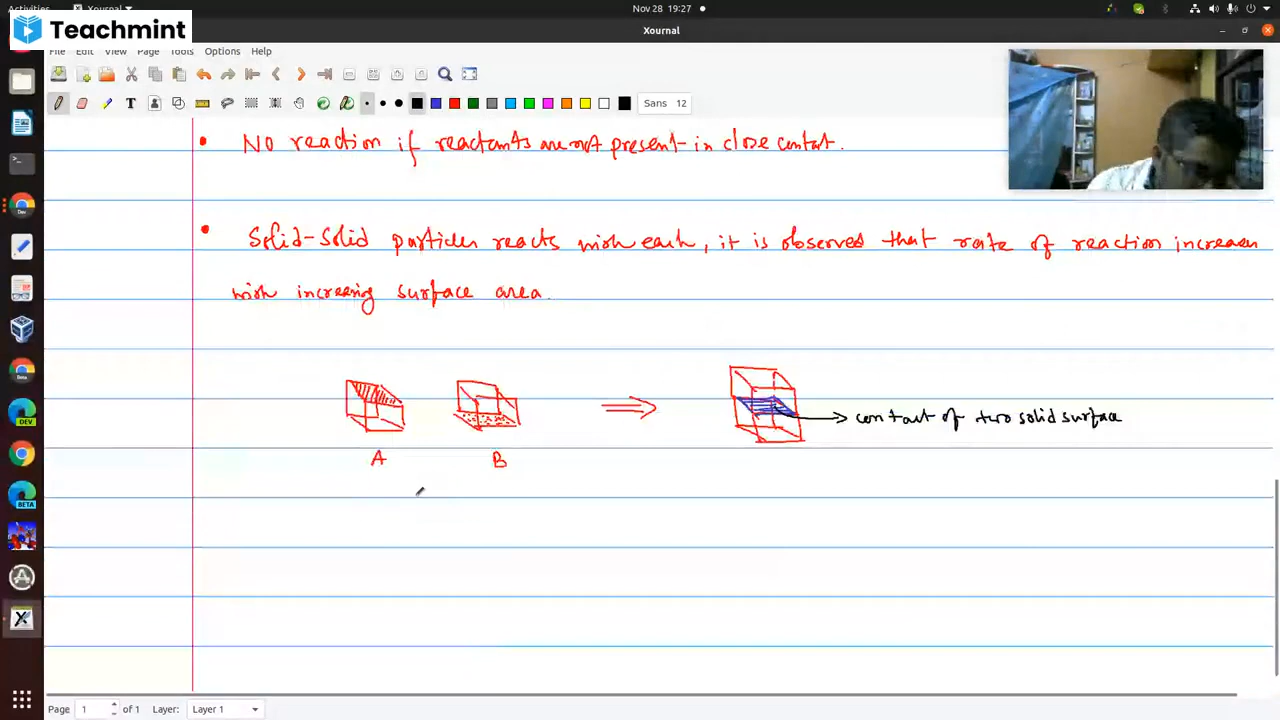 Activities
Xournal
Nov 28 19:27
Teachmint
Xournal
File Edit View Page Tools Options Help
Sans 12
• No reaction if reactants are not present in close contact.
• Solid-Solid particles reacts with each, it is observed that rate of reaction increases
with increasing surface area.
contact of two solid surface
A B
DEV
BETA
Page 1 of 1 Layer: Layer 1